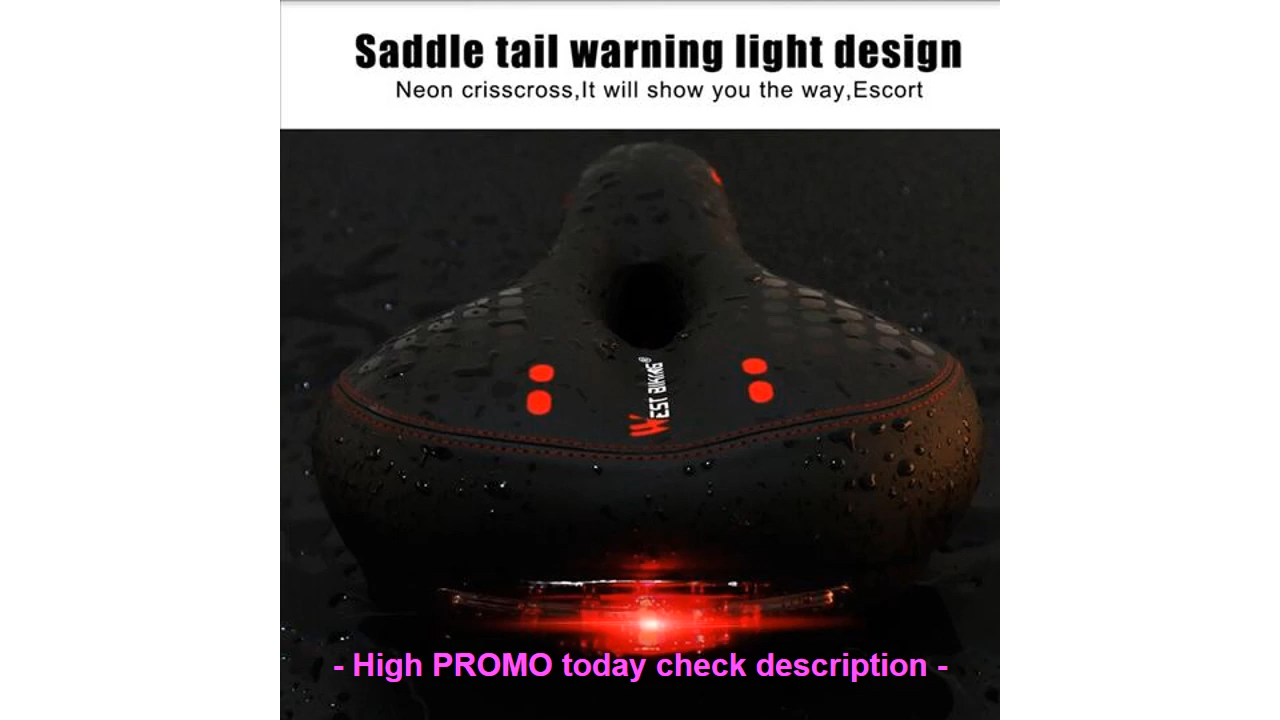 Saddle tail warning light design
Neon crisscross,It will show you the way,Escort
WEST BIKING®
- High PROMO today check description -